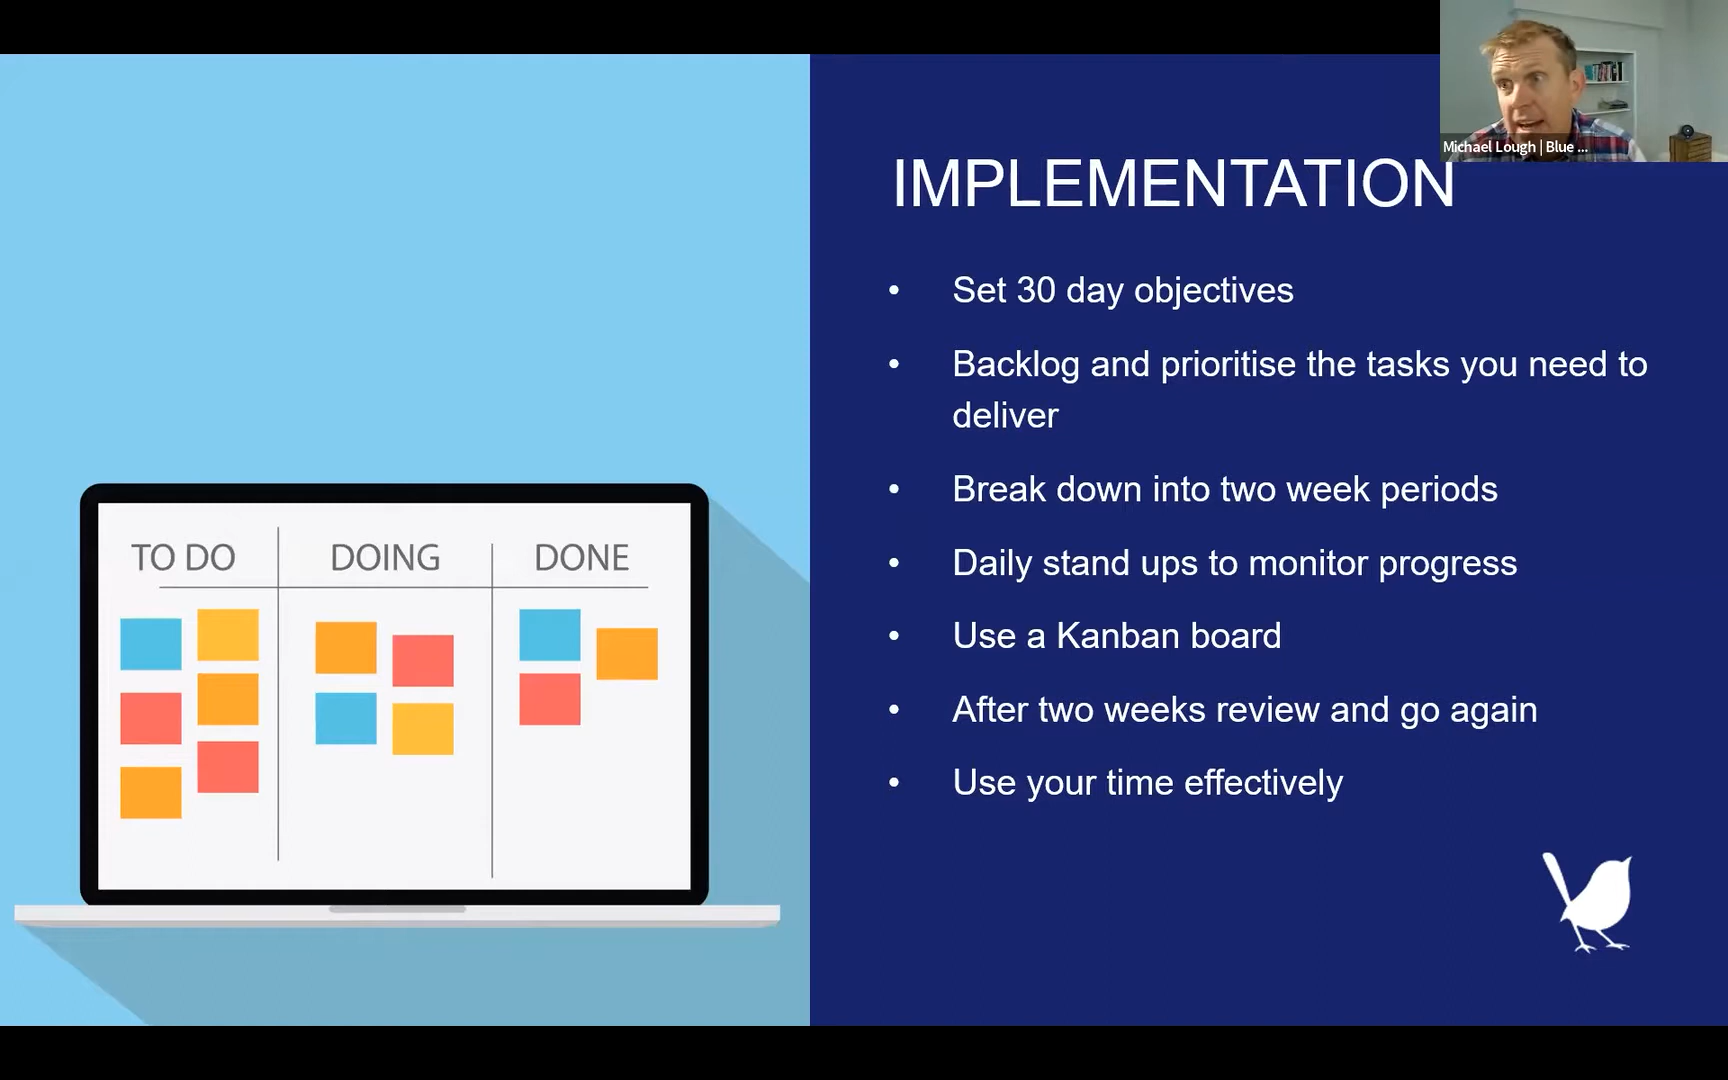 Michael Lough | Blue ...
IMPLEMENTATION
• Set 30 day objectives
• Backlog and prioritise the tasks you need to
deliver
• Break down into two week periods
• Daily stand ups to monitor progress
• Use a Kanban board
• After two weeks review and go again
• Use your time effectively
TO DO
DOING
DONE